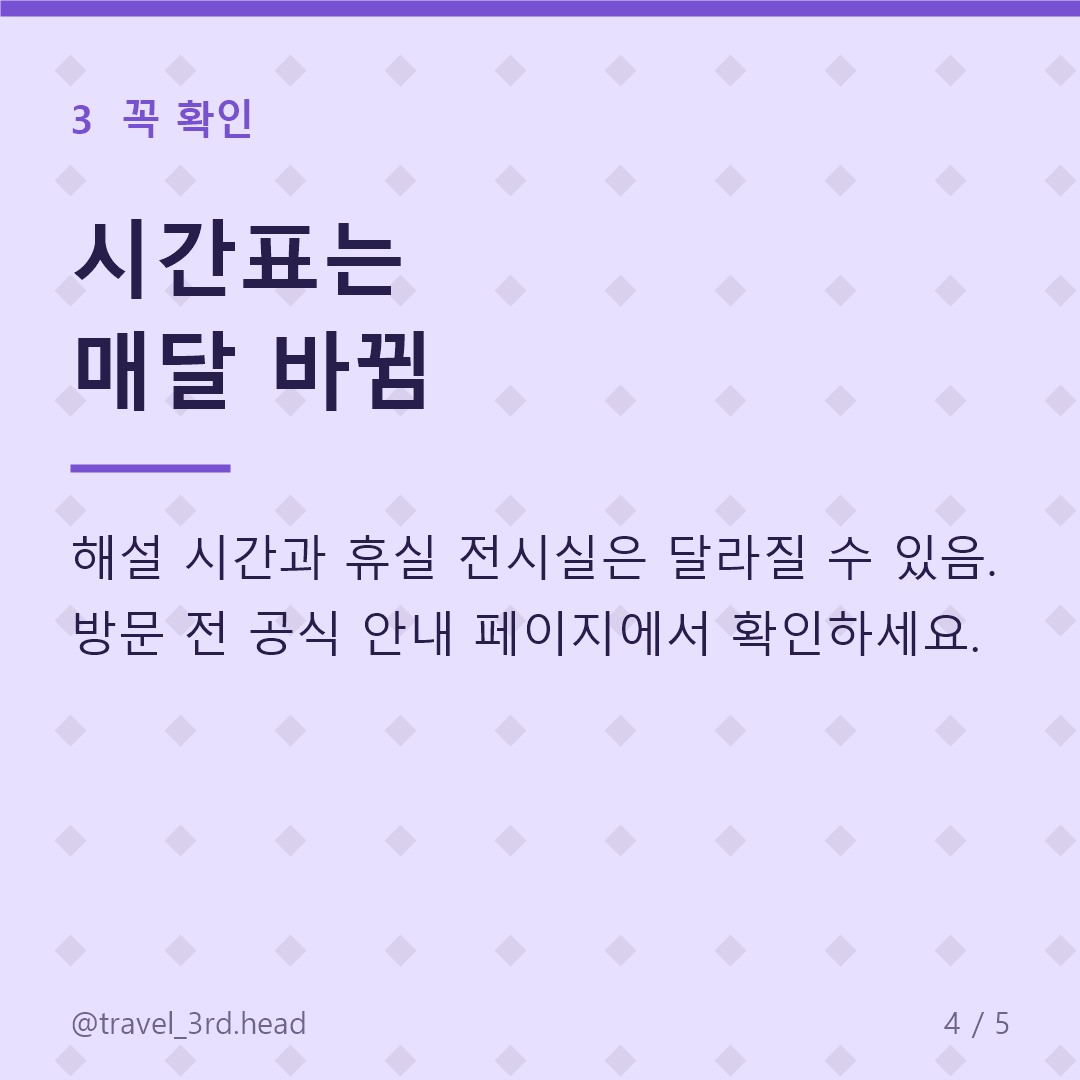 3 꼭 확인
시간표는
매달 바뀜
해설 시간과 휴실 전시실은 달라질 수 있음.
방문 전 공식 안내 페이지에서 확인하세요.
@travel_3rd.head
4 / 5